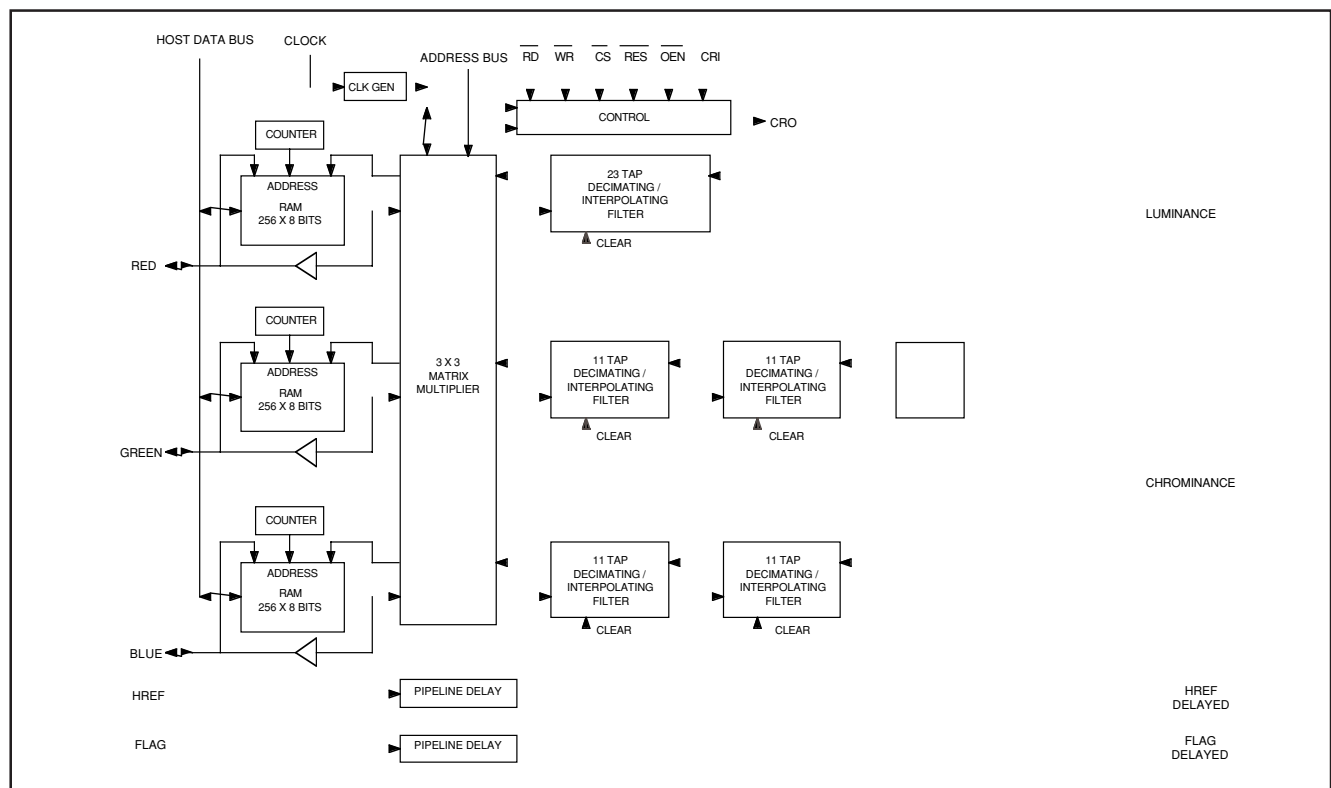 HOST DATA BUS
CLOCK
ADDRESS BUS
RD
WR
CS
RES
OEN
CRI
CLK GEN
CONTROL
CRO
COUNTER
ADDRESS
RAM
256 X 8 BITS
RED
23 TAP
DECIMATING /
INTERPOLATING
FILTER
CLEAR
LUMINANCE
COUNTER
ADDRESS
RAM
256 X 8 BITS
GREEN
3 X 3
MATRIX
MULTIPLIER
11 TAP
DECIMATING /
INTERPOLATING
FILTER
CLEAR
11 TAP
DECIMATING /
INTERPOLATING
FILTER
CLEAR
CHROMINANCE
COUNTER
ADDRESS
RAM
256 X 8 BITS
BLUE
11 TAP
DECIMATING /
INTERPOLATING
FILTER
CLEAR
11 TAP
DECIMATING /
INTERPOLATING
FILTER
CLEAR
HREF
PIPELINE DELAY
HREF
DELAYED
FLAG
PIPELINE DELAY
FLAG
DELAYED